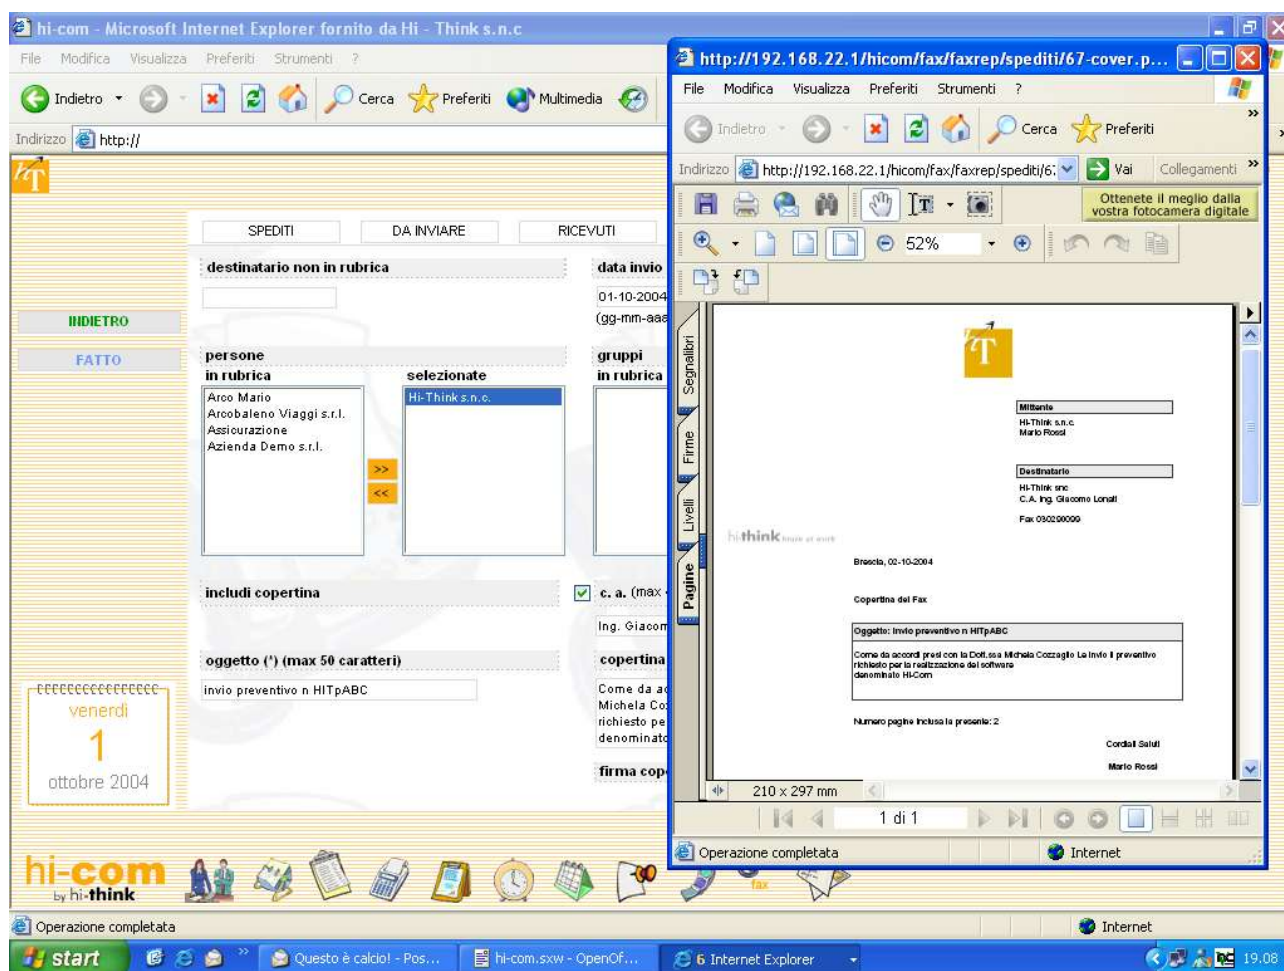 hi-com - Microsoft Internet Explorer fornito da Hi - Think s.n.c
File Modifica Visualizza Preferiti Strumenti ?
Indietro Cerca Preferiti Multimedia
Indirizzo http://
hT
SPEDITI DA INVIARE RICEVUTI
destinatario non in rubrica data invio
01-10-2004
(gg-mm-aaa
INDIETRO
FATTO
persone gruppi
in rubrica selezionate in rubrica
Arco Mario
Arcobaleno Viaggi s.r.l.
Assicurazione
Azienda Demo s.r.l.
Hi-Think s.n.c.
>>
<<
includi copertina c. a. (max
Ing. Giacom
oggetto (*) (max 50 caratteri) copertina
invio preventivo n HITpABC
Come da ac
Michela Coz
richiesto pe
denominato
firma cop
venerdì
1
ottobre 2004
hi-com
by hi-think
fax
Operazione completata Internet
start Questo è calcio! - Pos... hi-com.sxw - OpenOf... 6 Internet Explorer 19.08
http://192.168.22.1/hicom/fax/faxrep/spediti/67-cover.p...
File Modifica Visualizza Preferiti Strumenti ?
Indietro Cerca Preferiti
Indirizzo http://192.168.22.1/hicom/fax/faxrep/spediti/6 Vai Collegamenti
Ottenete il meglio dalla
vostra fotocamera digitale
52%
Segnalibri
Firme
Livelli
Pagine
hT
Mittente
Hi-Think s.n.c.
Mario Rossi
Destinatario
Hi-Think snc
C.A. Ing. Giacomo Lonati
Fax 030290099
hi-think
Brescia, 02-10-2004
Copertina del Fax
Oggetto: Invio preventivo n HITpABC
Come da accordi presi con la Dott.ssa Michela Cozzaglio Le invio il preventivo
richiesto per la realizzazione del software
denominato Hi-Com
Numero pagine inclusa la presente: 2
Cordiali Saluti
Mario Rossi
210 x 297 mm
1 di 1
Operazione completata Internet